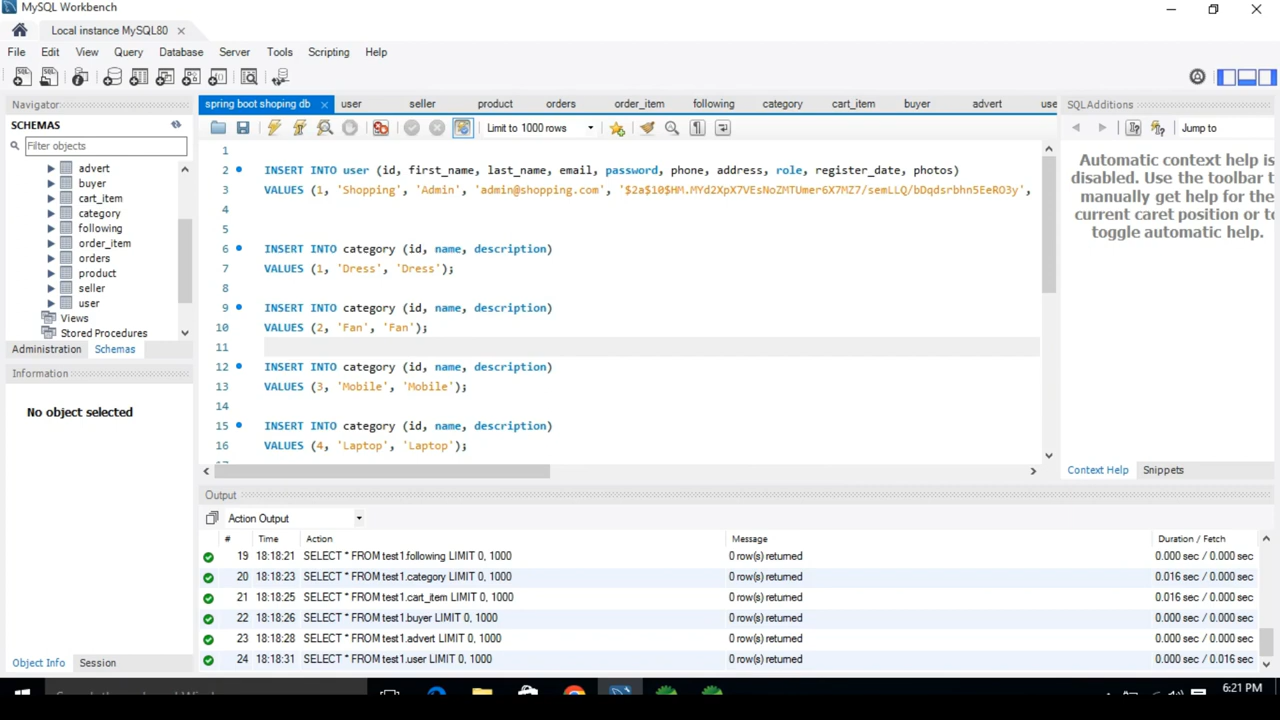 MySQL Workbench
Local instance MySQL80
File Edit View Query Database Server Tools Scripting Help
Navigator
SCHEMAS
Filter objects
advert
buyer
cart_item
category
following
order_item
orders
product
seller
user
Views
Stored Procedures
Administration Schemas
Information
No object selected
Object Info Session
spring boot shoping db user seller product orders order_item following category cart_item buyer advert use
Limit to 1000 rows
1
2 INSERT INTO user (id, first_name, last_name, email, password, phone, address, role, register_date, photos)
3 VALUES (1, 'Shopping', 'Admin', 'admin@shopping.com', '$2a$10$HM.MYd2XpX7VEsNoZMTUmer6X7MZ7/semLLQ/bDqdsrbhn5EeRO3y',
4
5
6 INSERT INTO category (id, name, description)
7 VALUES (1, 'Dress', 'Dress');
8
9 INSERT INTO category (id, name, description)
10 VALUES (2, 'Fan', 'Fan');
11
12 INSERT INTO category (id, name, description)
13 VALUES (3, 'Mobile', 'Mobile');
14
15 INSERT INTO category (id, name, description)
16 VALUES (4, 'Laptop', 'Laptop');
SQLAdditions
Jump to
Automatic context help is
disabled. Use the toolbar t
manually get help for the
current caret position or to
toggle automatic help.
Context Help Snippets
Output
Action Output
# Time Action Message Duration / Fetch
19 18:18:21 SELECT * FROM test1.following LIMIT 0, 1000 0 row(s) returned 0.000 sec / 0.000 sec
20 18:18:23 SELECT * FROM test1.category LIMIT 0, 1000 0 row(s) returned 0.016 sec / 0.000 sec
21 18:18:25 SELECT * FROM test1.cart_item LIMIT 0, 1000 0 row(s) returned 0.016 sec / 0.000 sec
22 18:18:26 SELECT * FROM test1.buyer LIMIT 0, 1000 0 row(s) returned 0.000 sec / 0.000 sec
23 18:18:28 SELECT * FROM test1.advert LIMIT 0, 1000 0 row(s) returned 0.000 sec / 0.000 sec
24 18:18:31 SELECT * FROM test1.user LIMIT 0, 1000 0 row(s) returned 0.000 sec / 0.016 sec
6:21 PM